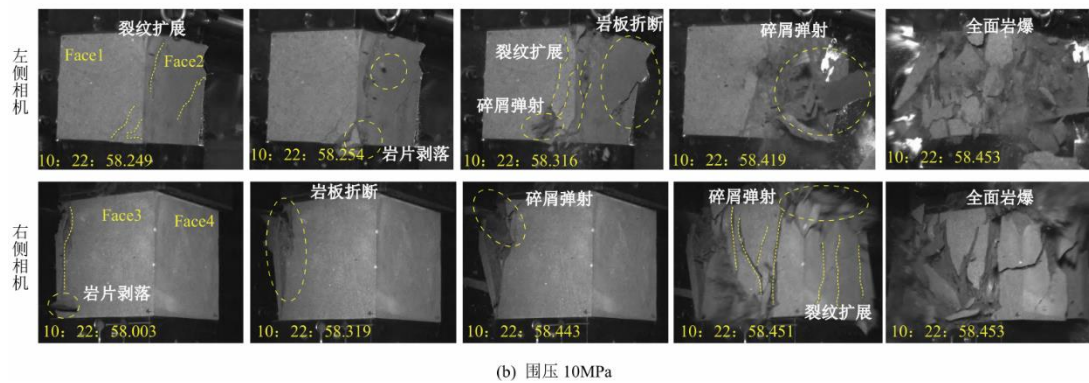 左侧相机
裂纹扩展
Face1
Face2
10：22：58.249
岩片剥落
10：22：58.254
岩板折断
裂纹扩展
碎屑弹射
10：22：58.316
碎屑弹射
10：22：58.419
全面岩爆
10：22：58.453
右侧相机
Face3
Face4
岩片剥落
10：22：58.003
岩板折断
10：22：58.319
碎屑弹射
10：22：58.443
碎屑弹射
10：22：58.451
裂纹扩展
全面岩爆
10：22：58.453
(b) 围压 10MPa